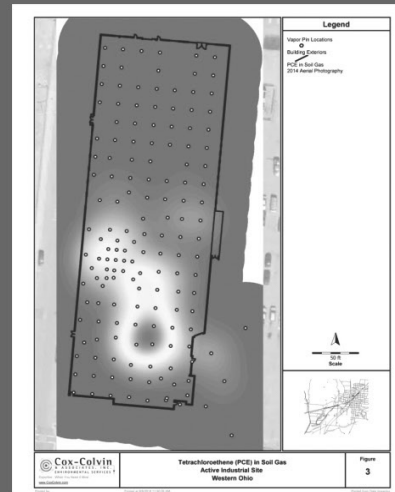 Legend
Vapor Pin Locations
Building Exteriors
PCE in Soil Gas
2014 Aerial Photography
50 ft
Scale
Cox-Colvin
& ASSOCIATES, INC.
ENVIRONMENTAL SERVICES
Tetrachloroethene (PCE) in Soil Gas
Active Industrial Site
Western Ohio
Figure
3